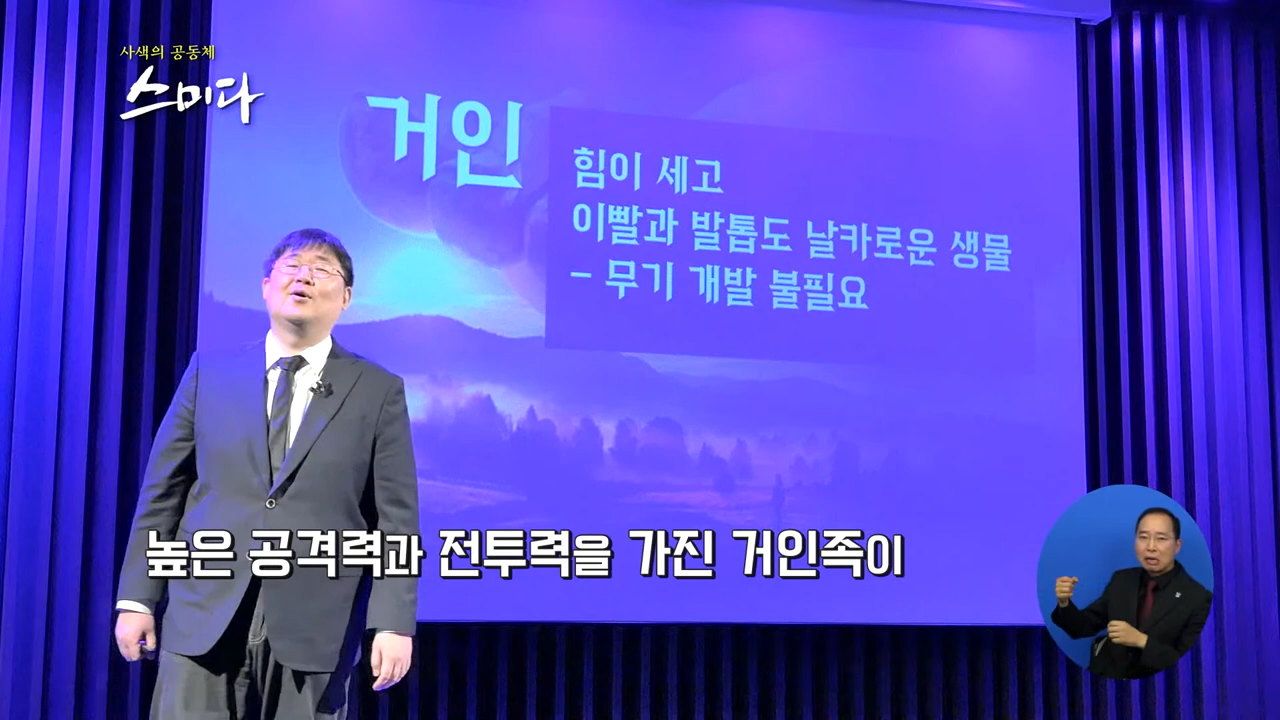 사색의 공동체
스미다
거인
힘이 세고
이빨과 발톱도 날카로운 생물
- 무기 개발 불필요
높은 공격력과 전투력을 가진 거인족이